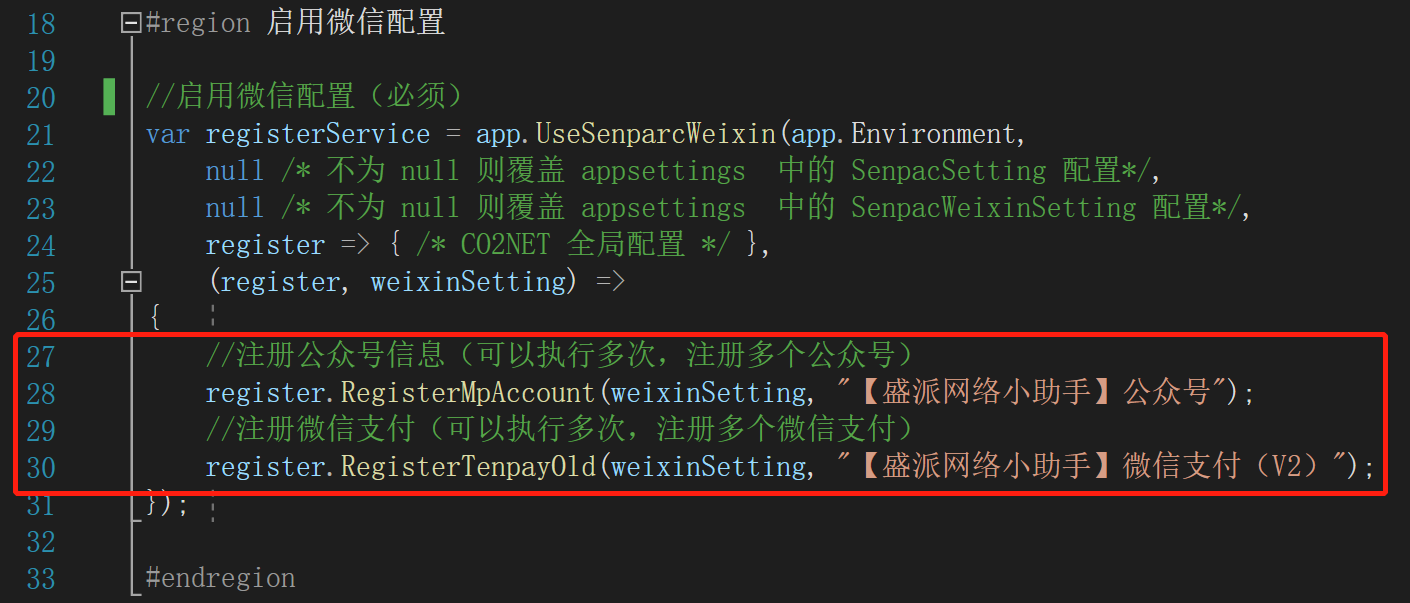 18 #region 启用微信配置
19
20 //启用微信配置（必须）
21 var registerService = app.UseSenparcWeixin(app.Environment,
22 null /* 不为 null 则覆盖 appsettings  中的 SenpacSetting 配置*/,
23 null /* 不为 null 则覆盖 appsettings  中的 SenpacWeixinSetting 配置*/,
24 register => { /* CO2NET 全局配置 */ },
25 (register, weixinSetting) =>
26 {
27 //注册公众号信息（可以执行多次，注册多个公众号）
28 register.RegisterMpAccount(weixinSetting, "【盛派网络小助手】公众号");
29 //注册微信支付（可以执行多次，注册多个微信支付）
30 register.RegisterTenpayOld(weixinSetting, "【盛派网络小助手】微信支付（V2）");
31 });
32
33 #endregion